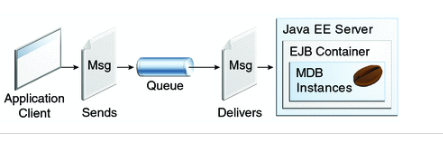 Application
Client
Msg
Sends
Queue
Msg
Delivers
Java EE Server
EJB Container
MDB
Instances